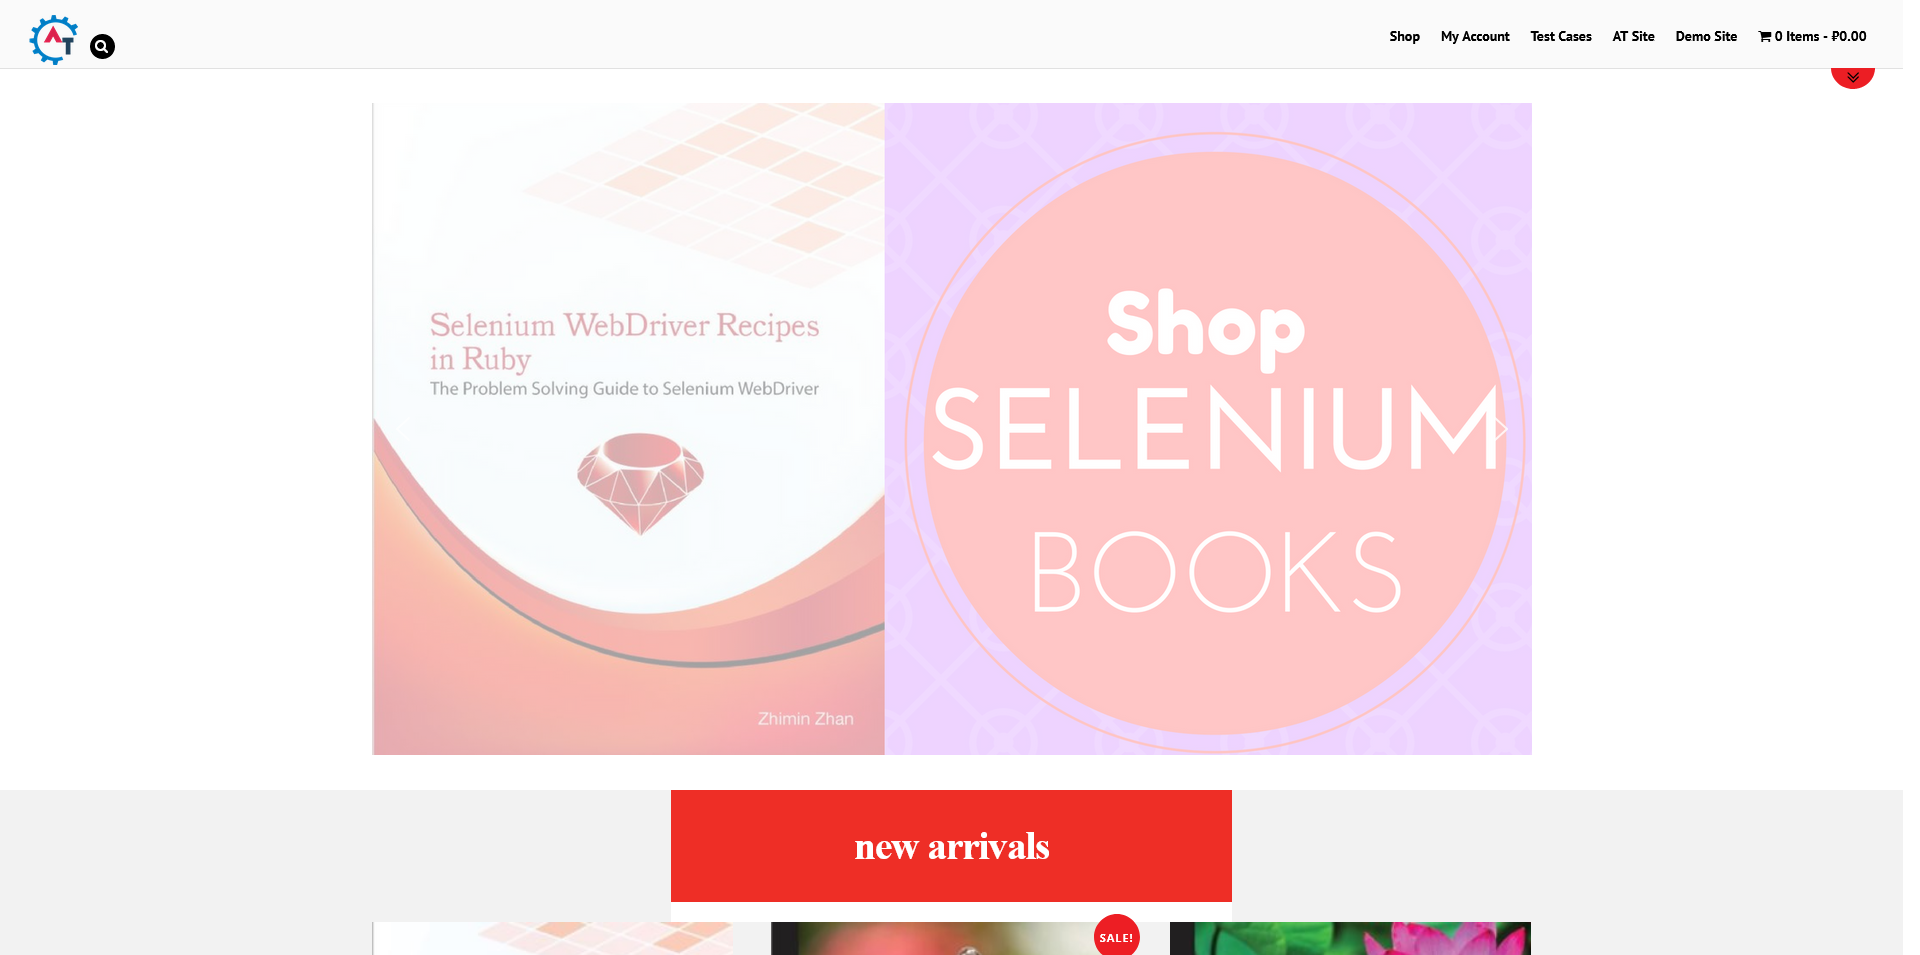 AT
Shop
My Account
Test Cases
AT Site
Demo Site
0 Items - ₽0.00
Selenium WebDriver Recipes
in Ruby
The Problem Solving Guide to Selenium WebDriver
Zhimin Zhan
Shop
SELENIUM
BOOKS
new arrivals
SALE!